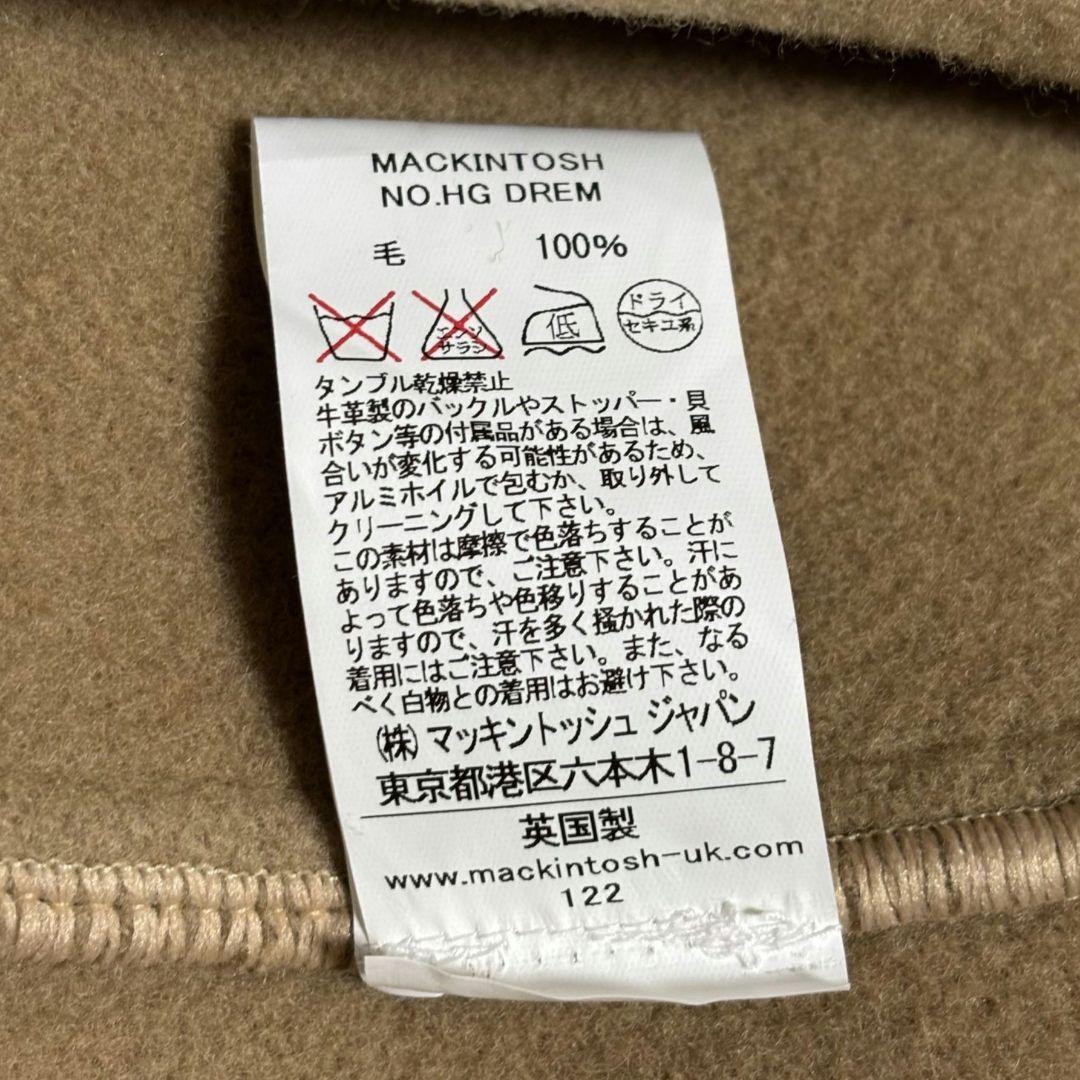 MACKINTOSH
NO.HG DREM
毛 100%
エンソ
サラシ
低
ドライ
セキユ系
タンブル乾燥禁止
牛革製のバックルやストッパー・貝
ボタン等の付属品がある場合は、風
合いが変化する可能性があるため、
アルミホイルで包むか、取り外して
クリーニングして下さい。
この素材は摩擦で色落ちすることが
ありますので、ご注意下さい。汗に
よって色落ちや色移りすることがあ
りますので、汗を多く掻かれた際の
着用にはご注意下さい。また、なる
べく白物との着用はお避け下さい。
(株)マッキントッシュ ジャパン
東京都港区六本木1-8-7
英国製
www.mackintosh-uk.com
122